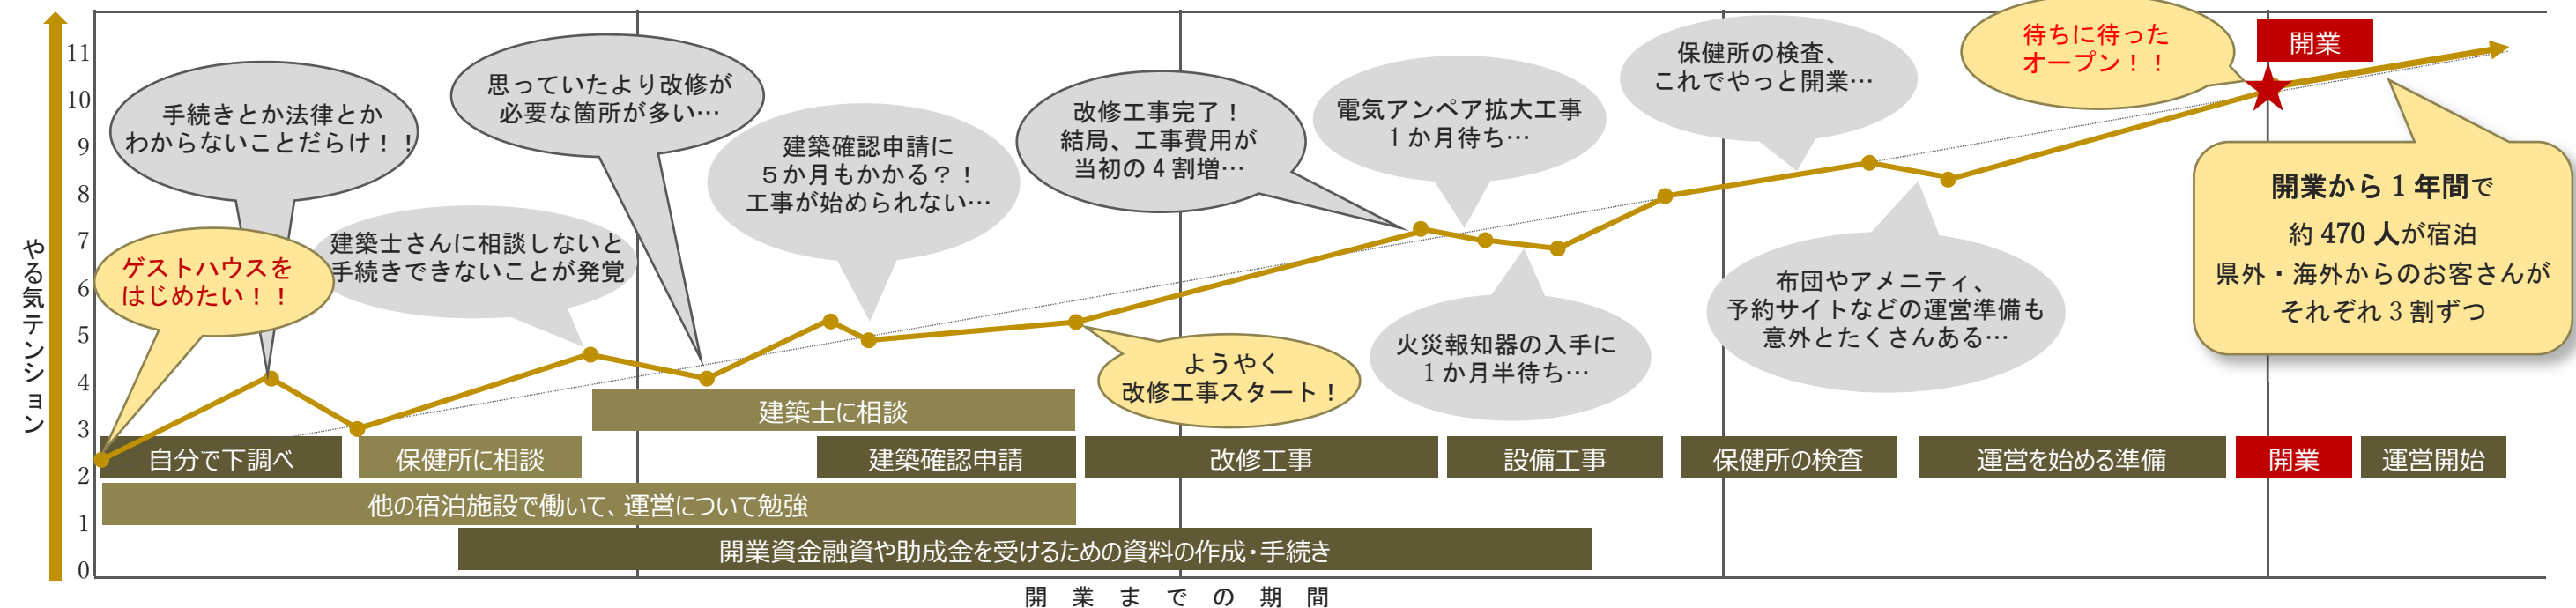 やる気テンション
11
10
9
8
7
6
5
4
3
2
1
0
手続きとか法律とか
わからないことだらけ！！
ゲストハウスを
はじめたい！！
建築士さんに相談しないと
手続きできないことが発覚
思っていたより改修が
必要な箇所が多い…
建築確認申請に
５か月もかかる？！
工事が始められない…
改修工事完了！
結局、工事費用が
当初の４割増…
ようやく
改修工事スタート！
電気アンペア拡大工事
１か月待ち…
火災報知器の入手に
１か月半待ち…
保健所の検査、
これでやっと開業…
布団やアメニティ、
予約サイトなどの運営準備も
意外とたくさんある…
待ちに待った
オープン！！
開業
開業から１年間で
約 470 人が宿泊
県外・海外からのお客さんが
それぞれ３割ずつ
建築士に相談
自分で下調べ
保健所に相談
建築確認申請
改修工事
設備工事
保健所の検査
運営を始める準備
開業
運営開始
他の宿泊施設で働いて、運営について勉強
開業資金融資や助成金を受けるための資料の作成・手続き
開業までの期間